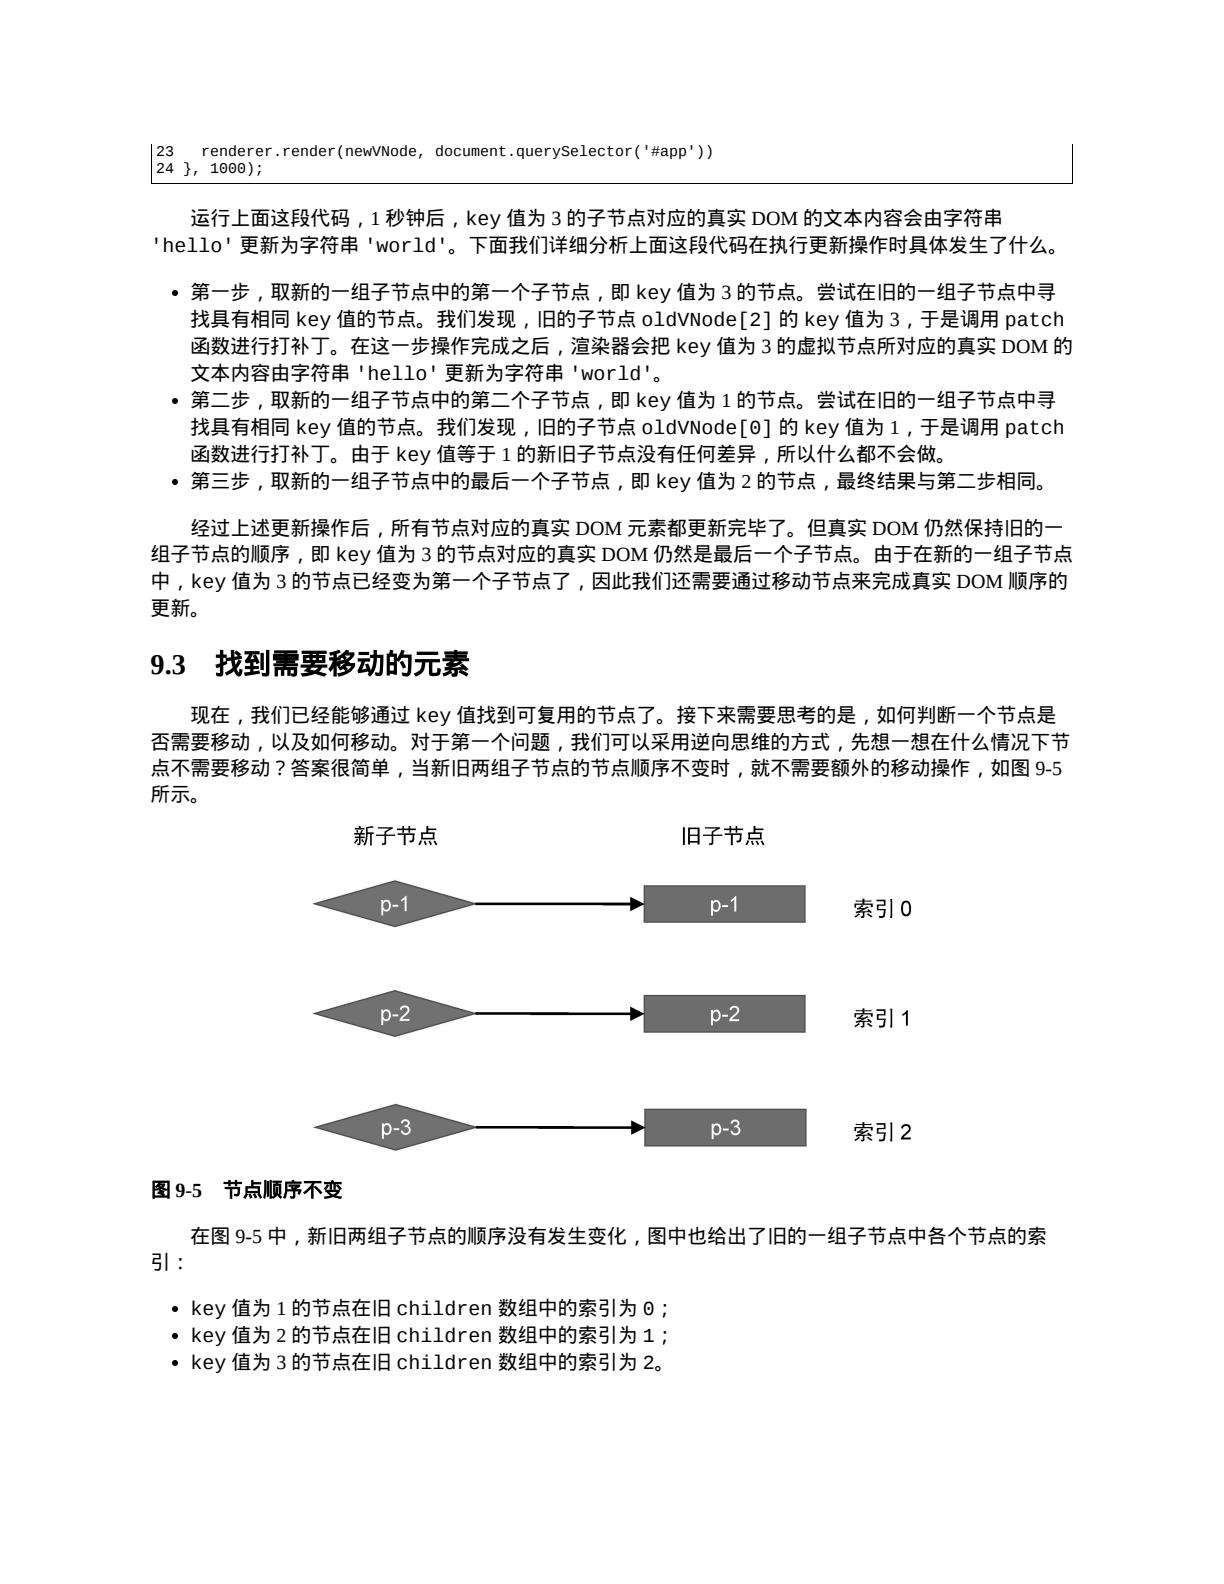 23   renderer.render(newVNode, document.querySelector('#app'))
24 }, 1000);
运行上面这段代码，1 秒钟后，key 值为 3 的子节点对应的真实 DOM 的文本内容会由字符串
'hello' 更新为字符串 'world'。下面我们详细分析上面这段代码在执行更新操作时具体发生了什么。
• 第一步，取新的一组子节点中的第一个子节点，即 key 值为 3 的节点。尝试在旧的一组子节点中寻
找具有相同 key 值的节点。我们发现，旧的子节点 oldVNode[2] 的 key 值为 3，于是调用 patch
函数进行打补丁。在这一步操作完成之后，渲染器会把 key 值为 3 的虚拟节点所对应的真实 DOM 的
文本内容由字符串 'hello' 更新为字符串 'world'。
• 第二步，取新的一组子节点中的第二个子节点，即 key 值为 1 的节点。尝试在旧的一组子节点中寻
找具有相同 key 值的节点。我们发现，旧的子节点 oldVNode[0] 的 key 值为 1，于是调用 patch
函数进行打补丁。由于 key 值等于 1 的新旧子节点没有任何差异，所以什么都不会做。
• 第三步，取新的一组子节点中的最后一个子节点，即 key 值为 2 的节点，最终结果与第二步相同。
经过上述更新操作后，所有节点对应的真实 DOM 元素都更新完毕了。但真实 DOM 仍然保持旧的一
组子节点的顺序，即 key 值为 3 的节点对应的真实 DOM 仍然是最后一个子节点。由于在新的一组子节点
中，key 值为 3 的节点已经变为第一个子节点了，因此我们还需要通过移动节点来完成真实 DOM 顺序的
更新。
9.3　找到需要移动的元素
现在，我们已经能够通过 key 值找到可复用的节点了。接下来需要思考的是，如何判断一个节点是
否需要移动，以及如何移动。对于第一个问题，我们可以采用逆向思维的方式，先想一想在什么情况下节
点不需要移动？答案很简单，当新旧两组子节点的节点顺序不变时，就不需要额外的移动操作，如图 9-5
所示。
新子节点 旧子节点
p-1 p-1 索引 0
p-2 p-2 索引 1
p-3 p-3 索引 2
图 9-5　节点顺序不变
在图 9-5 中，新旧两组子节点的顺序没有发生变化，图中也给出了旧的一组子节点中各个节点的索
引：
• key 值为 1 的节点在旧 children 数组中的索引为 0；
• key 值为 2 的节点在旧 children 数组中的索引为 1；
• key 值为 3 的节点在旧 children 数组中的索引为 2。